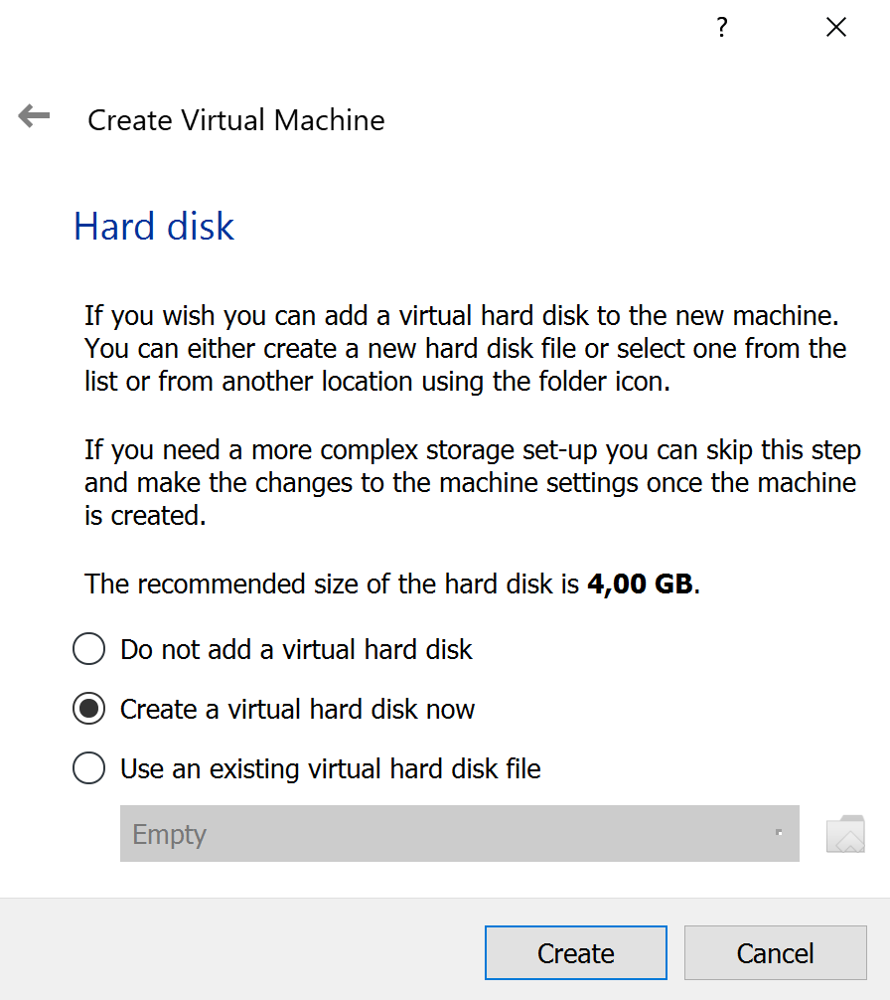 ?
Create Virtual Machine
Hard disk
If you wish you can add a virtual hard disk to the new machine.
You can either create a new hard disk file or select one from the
list or from another location using the folder icon.
If you need a more complex storage set-up you can skip this step
and make the changes to the machine settings once the machine
is created.
The recommended size of the hard disk is 4,00 GB.
Do not add a virtual hard disk
Create a virtual hard disk now
Use an existing virtual hard disk file
Empty
Create Cancel